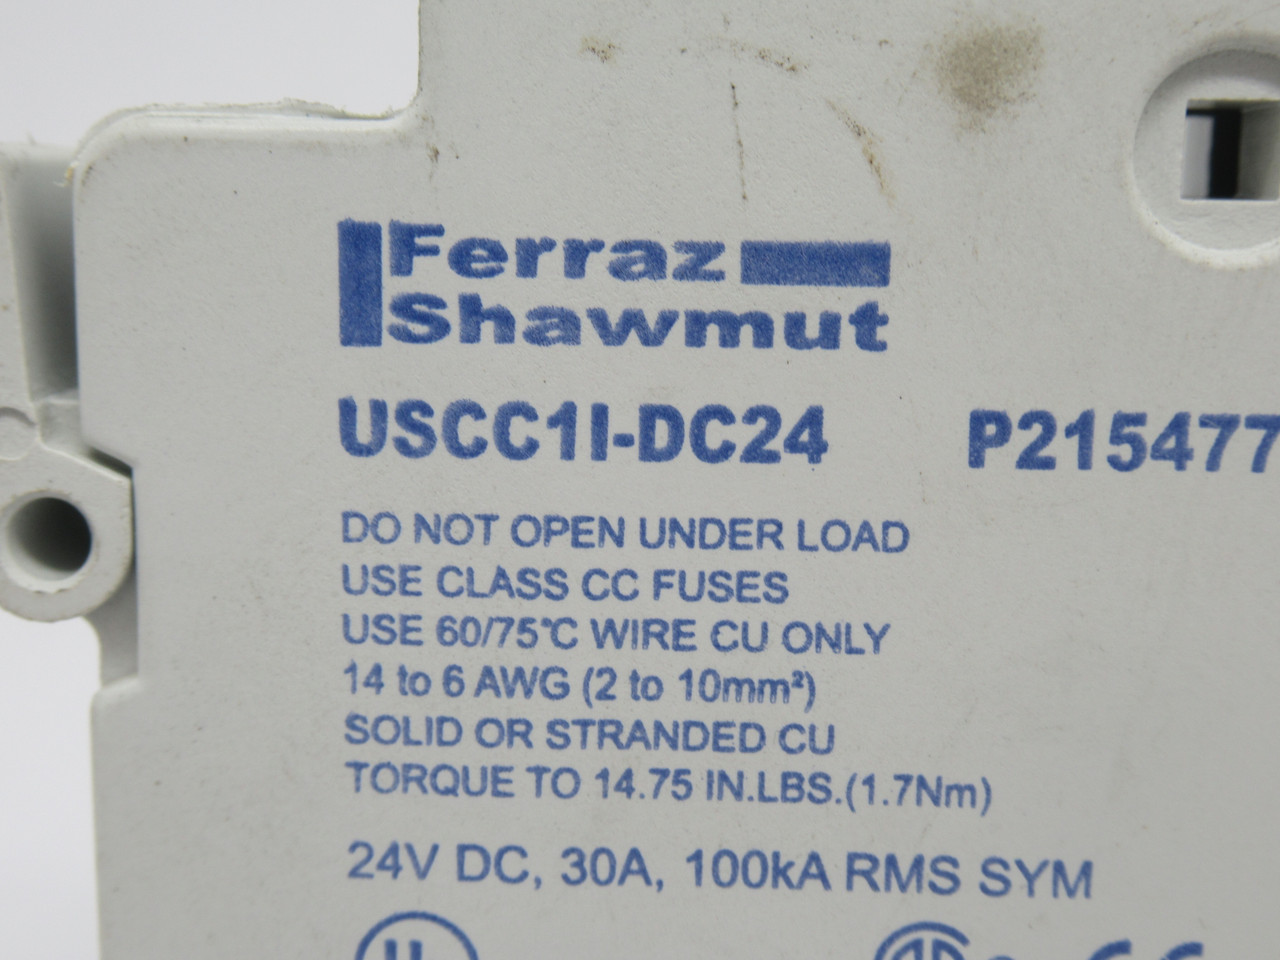 Ferraz
Shawmut
USCC1I-DC24 P215477
DO NOT OPEN UNDER LOAD
USE CLASS CC FUSES
USE 60/75°C WIRE CU ONLY
14 to 6 AWG (2 to 10mm²)
SOLID OR STRANDED CU
TORQUE TO 14.75 IN.LBS.(1.7Nm)
24V DC, 30A, 100kA RMS SYM